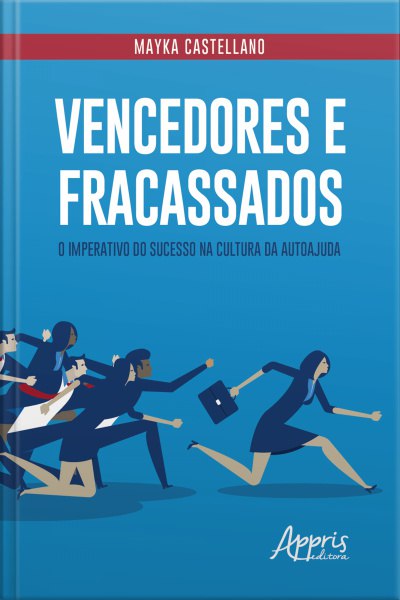 MAYKA CASTELLANO
VENCEDORES E
FRACASSADOS
O IMPERATIVO DO SUCESSO NA CULTURA DA AUTOAJUDA
Appris
editora